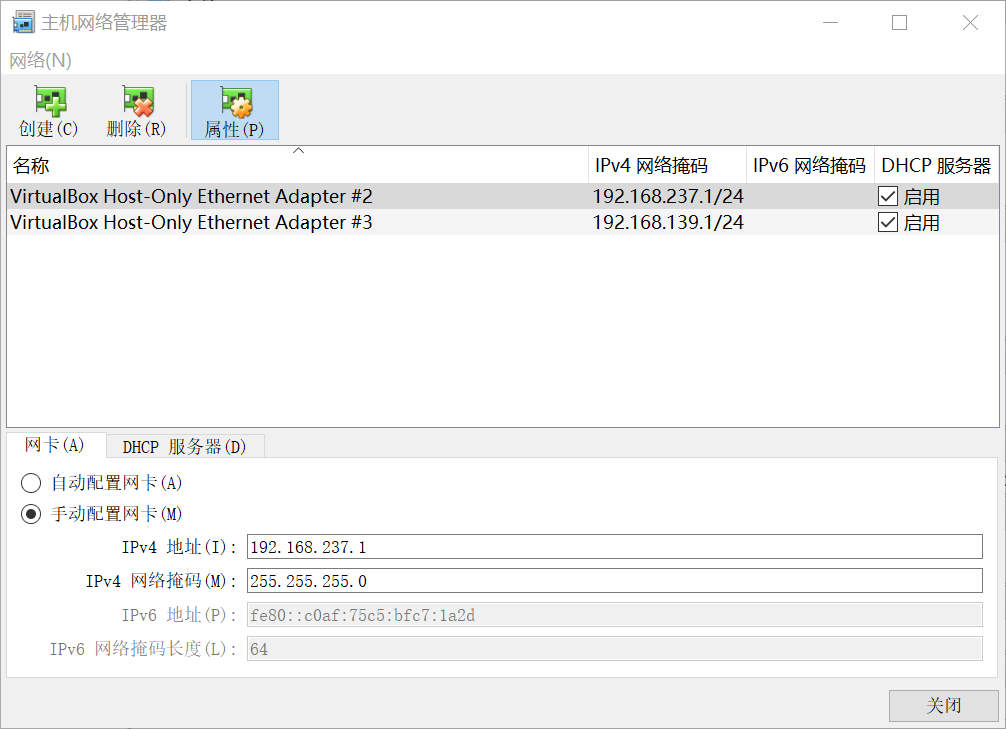 主机网络管理器
网络(N)
创建(C) 删除(R) 属性(P)
名称 IPv4 网络掩码 IPv6 网络掩码 DHCP 服务器
VirtualBox Host-Only Ethernet Adapter #2 192.168.237.1/24 启用
VirtualBox Host-Only Ethernet Adapter #3 192.168.139.1/24 启用
网卡(A) DHCP 服务器(D)
自动配置网卡(A)
手动配置网卡(M)
IPv4 地址(I): 192.168.237.1
IPv4 网络掩码(M): 255.255.255.0
IPv6 地址(P): fe80::c0af:75c5:bfc7:1a2d
IPv6 网络掩码长度(L): 64
关闭